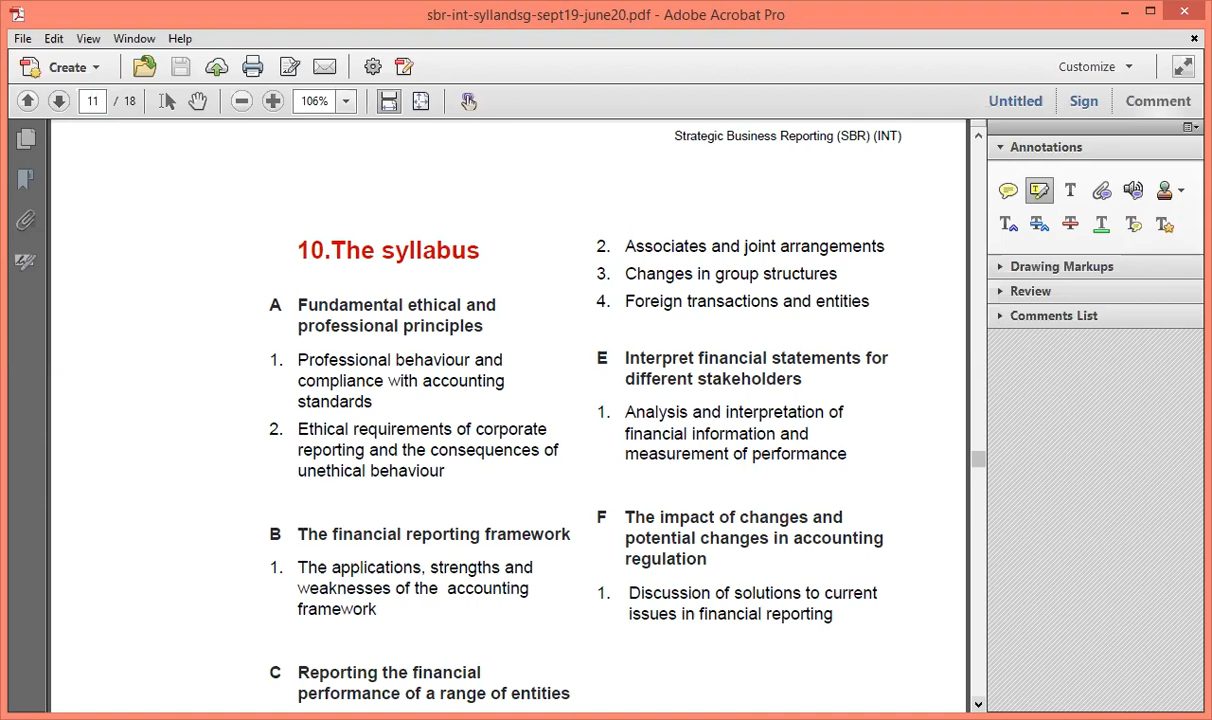 sbr-int-syllandsg-sept19-june20.pdf - Adobe Acrobat Pro
File Edit View Window Help
Create
Customize
11 / 18
106%
Untitled
Sign
Comment
Strategic Business Reporting (SBR) (INT)
10.The syllabus
A Fundamental ethical and
professional principles
1. Professional behaviour and
compliance with accounting
standards
2. Ethical requirements of corporate
reporting and the consequences of
unethical behaviour
B The financial reporting framework
1. The applications, strengths and
weaknesses of the accounting
framework
C Reporting the financial
performance of a range of entities
2. Associates and joint arrangements
3. Changes in group structures
4. Foreign transactions and entities
E Interpret financial statements for
different stakeholders
1. Analysis and interpretation of
financial information and
measurement of performance
F The impact of changes and
potential changes in accounting
regulation
1. Discussion of solutions to current
issues in financial reporting
Annotations
Drawing Markups
Review
Comments List